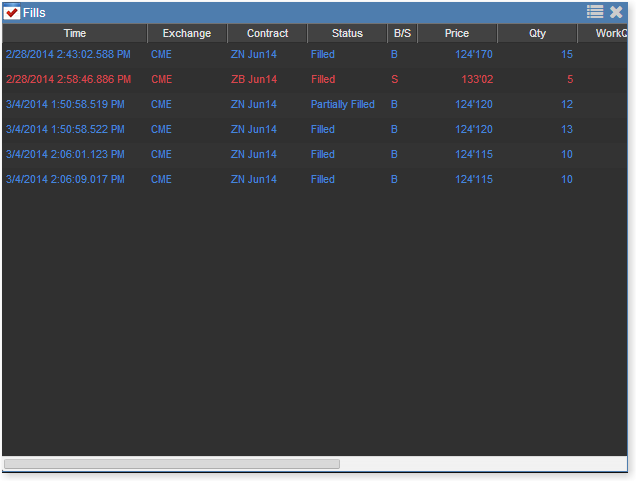 Fills
Time Exchange Contract Status B/S Price Qty WorkQ
2/28/2014 2:43:02.588 PM CME ZN Jun14 Filled B 124'170 15
2/28/2014 2:58:46.886 PM CME ZB Jun14 Filled S 133'02 5
3/4/2014 1:50:58.519 PM CME ZN Jun14 Partially Filled B 124'120 12
3/4/2014 1:50:58.522 PM CME ZN Jun14 Filled B 124'120 13
3/4/2014 2:06:01.123 PM CME ZN Jun14 Filled B 124'115 10
3/4/2014 2:06:09.017 PM CME ZN Jun14 Filled B 124'115 10